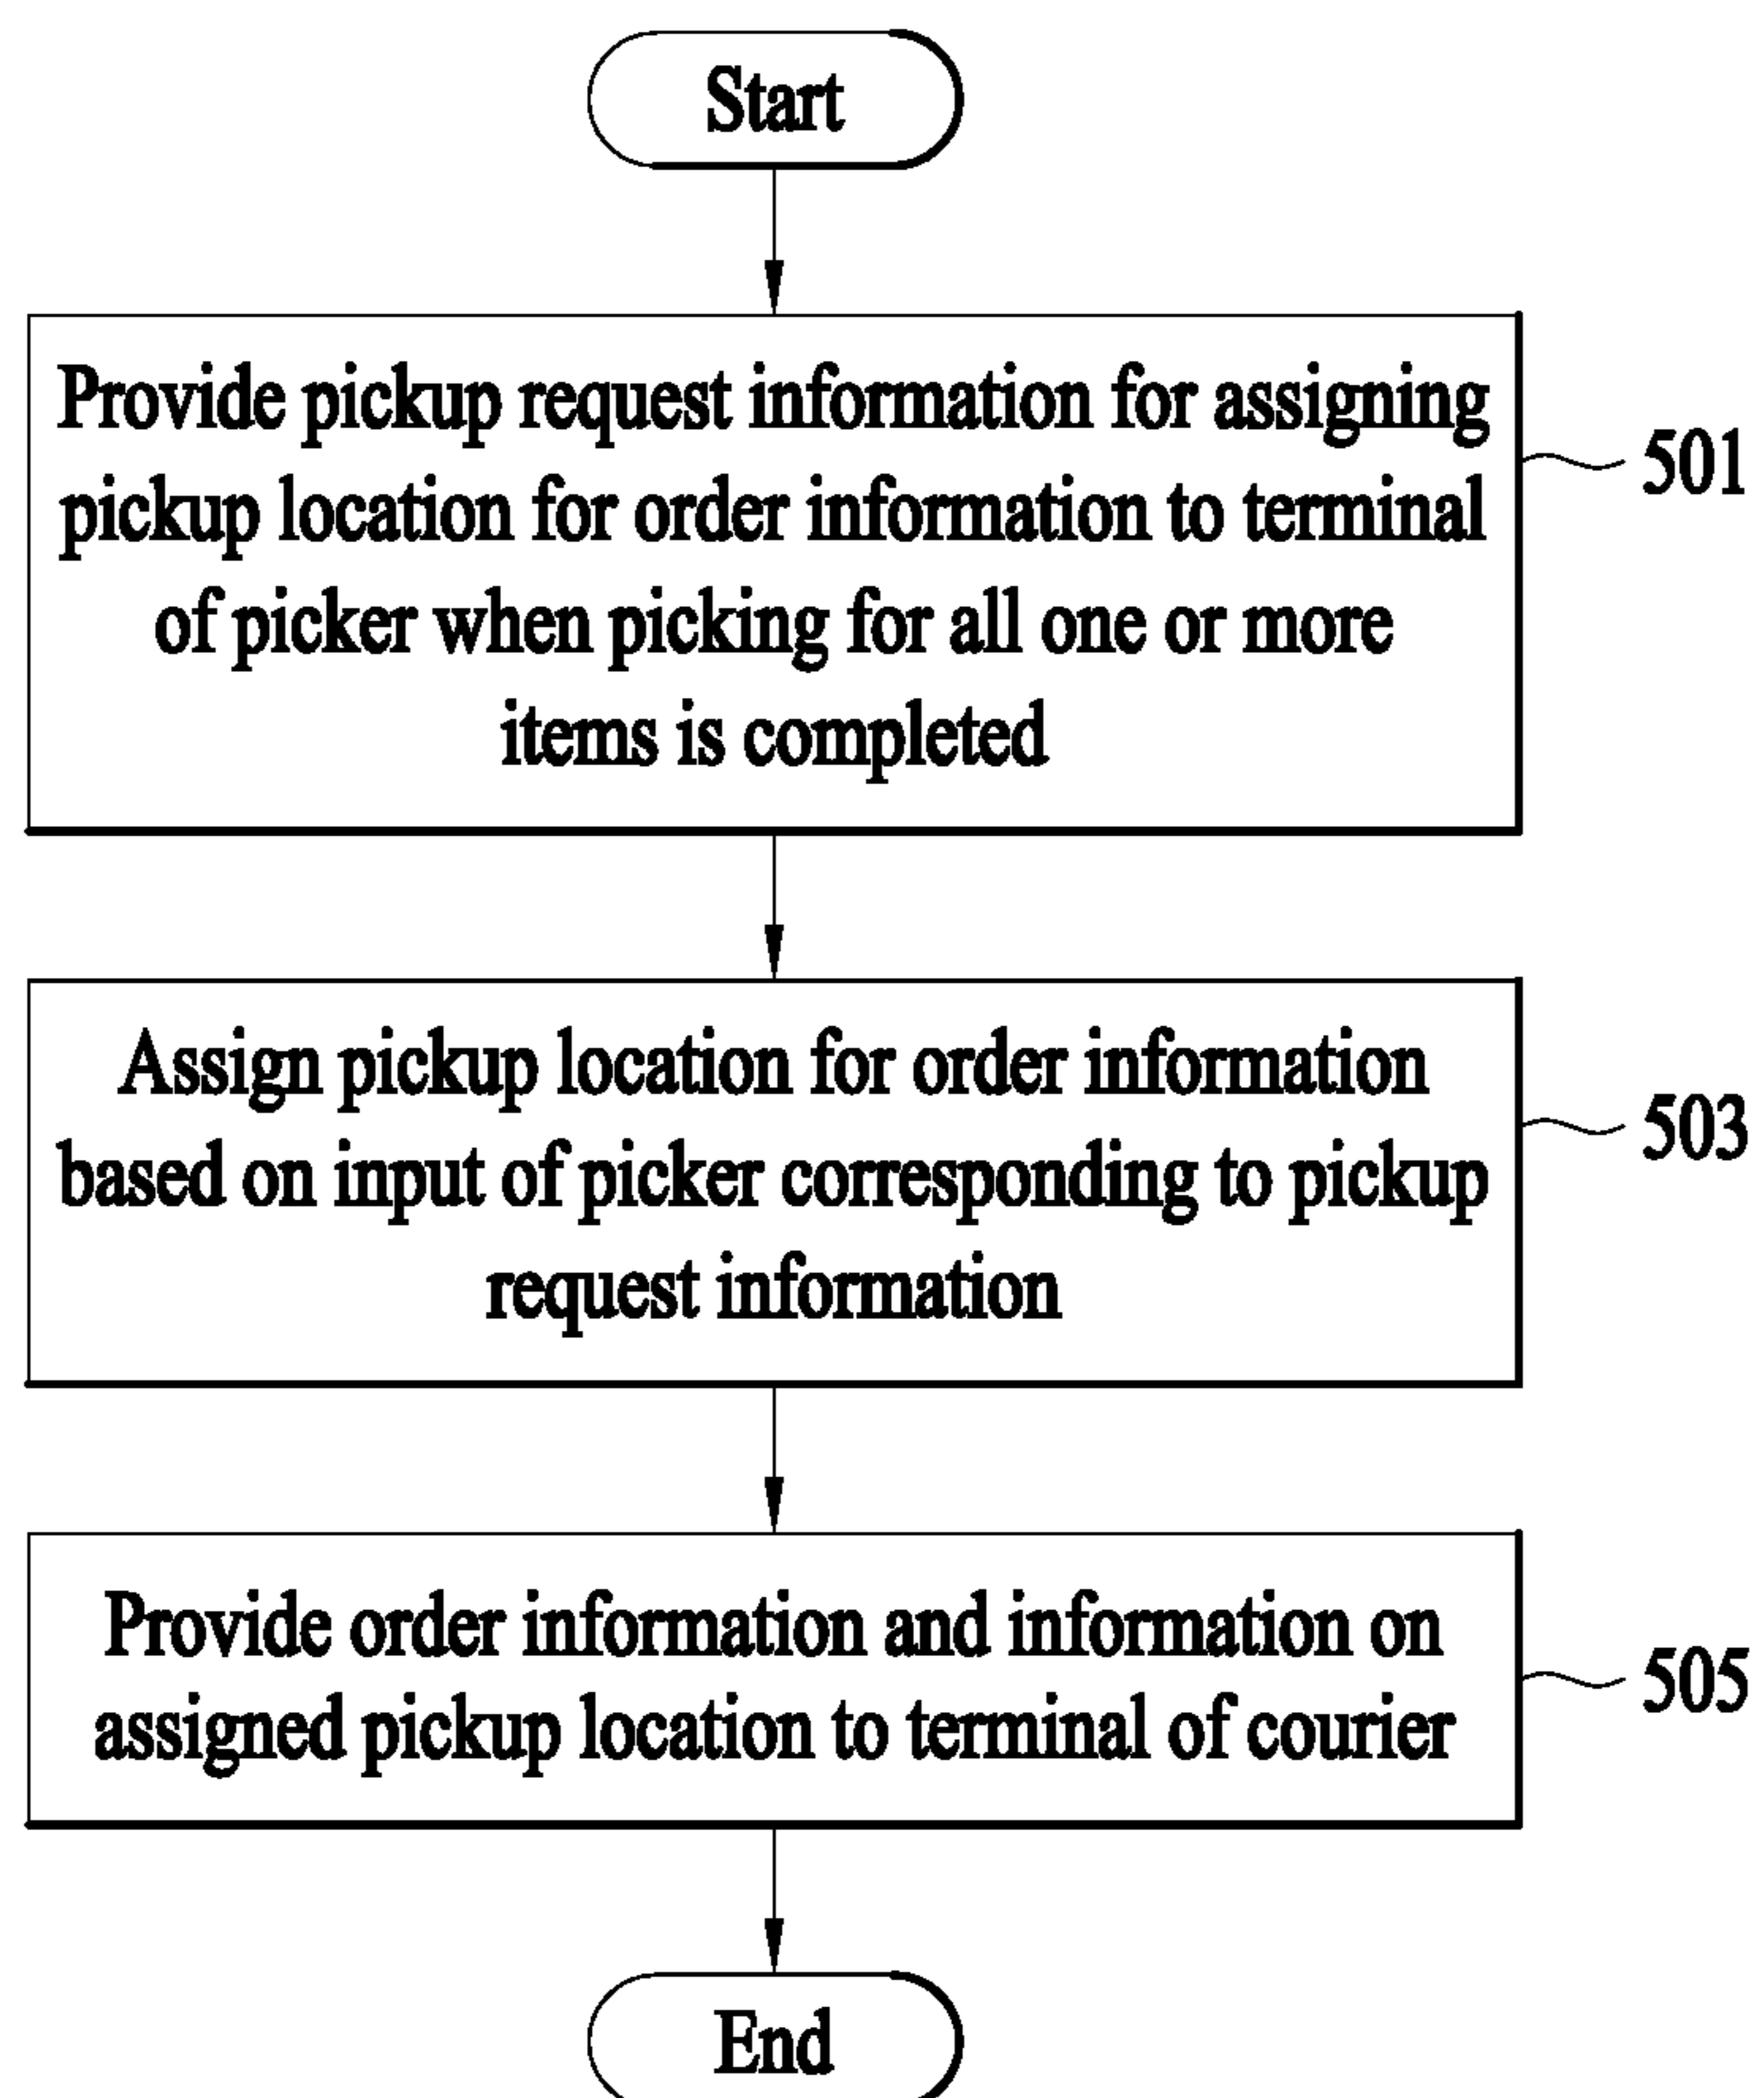 Start
Provide pickup request information for assigning
pickup location for order information to terminal
of picker when picking for all one or more
items is completed
501
Assign pickup location for order information
based on input of picker corresponding to pickup
request information
503
Provide order information and information on
assigned pickup location to terminal of courier
505
End